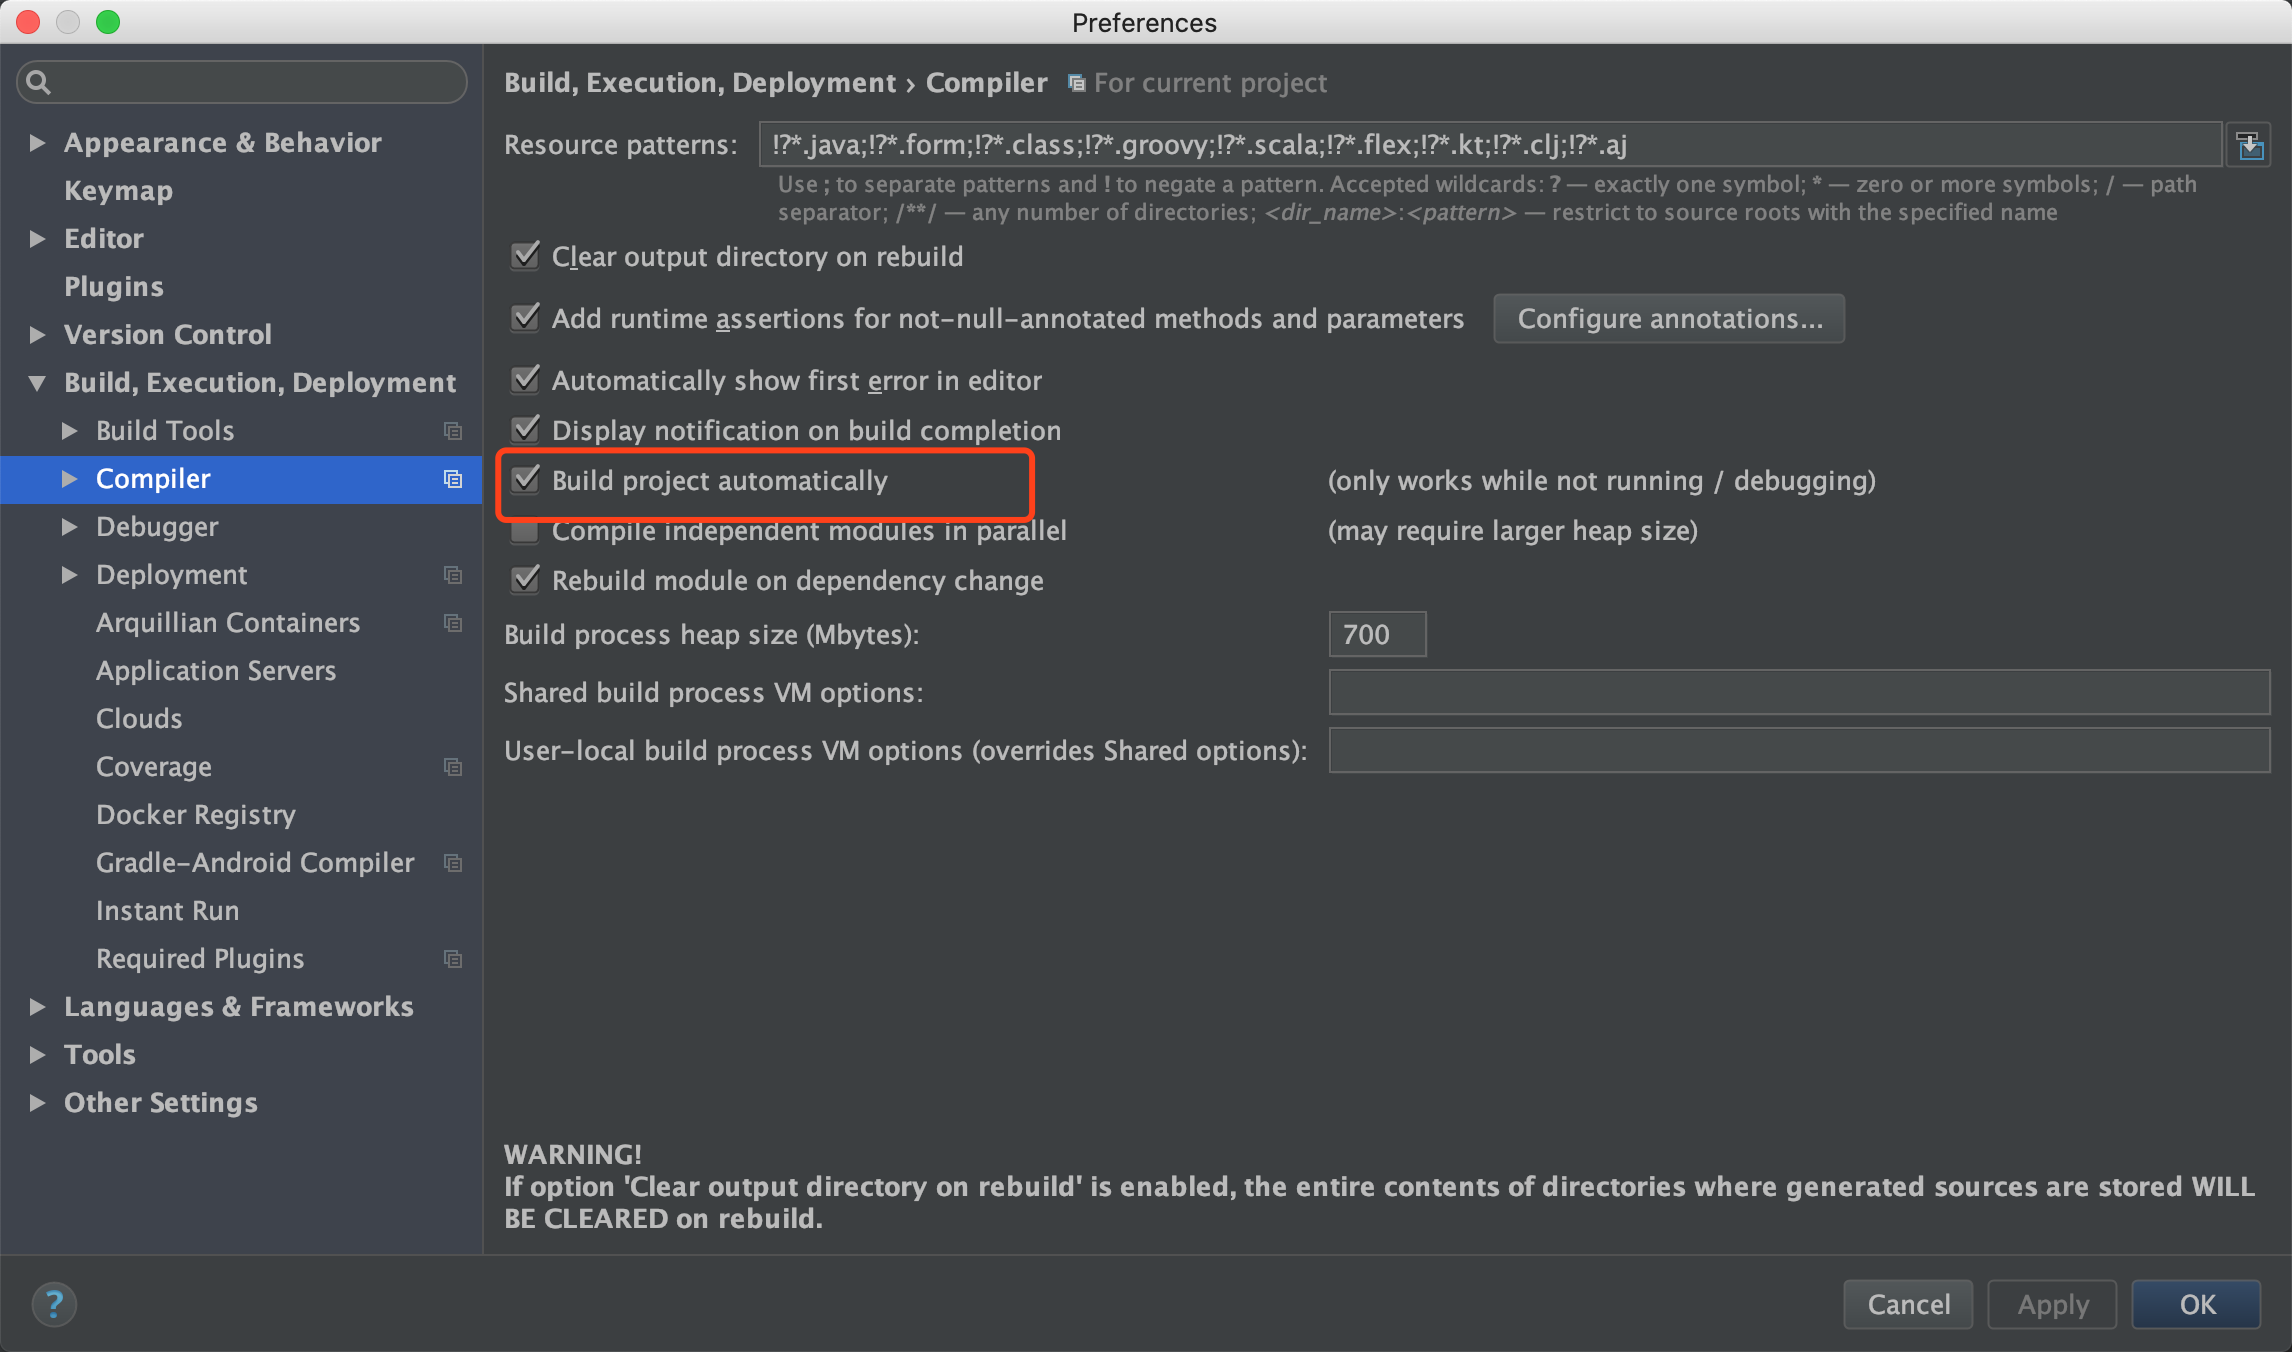 Preferences
Appearance & Behavior
Keymap
Editor
Plugins
Version Control
Build, Execution, Deployment
Build Tools
Compiler
Debugger
Deployment
Arquillian Containers
Application Servers
Clouds
Coverage
Docker Registry
Gradle-Android Compiler
Instant Run
Required Plugins
Languages & Frameworks
Tools
Other Settings
Build, Execution, Deployment › Compiler For current project
Resource patterns: !?*.java;!?*.form;!?*.class;!?*.groovy;!?*.scala;!?*.flex;!?*.kt;!?*.clj;!?*.aj
Use ; to separate patterns and ! to negate a pattern. Accepted wildcards: ? — exactly one symbol; * — zero or more symbols; / — path
separator; /**/ — any number of directories; <dir_name>:<pattern> — restrict to source roots with the specified name
Clear output directory on rebuild
Add runtime assertions for not-null-annotated methods and parameters Configure annotations...
Automatically show first error in editor
Display notification on build completion
Build project automatically (only works while not running / debugging)
Compile independent modules in parallel (may require larger heap size)
Rebuild module on dependency change
Build process heap size (Mbytes): 700
Shared build process VM options:
User-local build process VM options (overrides Shared options):
WARNING!
If option 'Clear output directory on rebuild' is enabled, the entire contents of directories where generated sources are stored WILL
BE CLEARED on rebuild.
? Cancel Apply OK